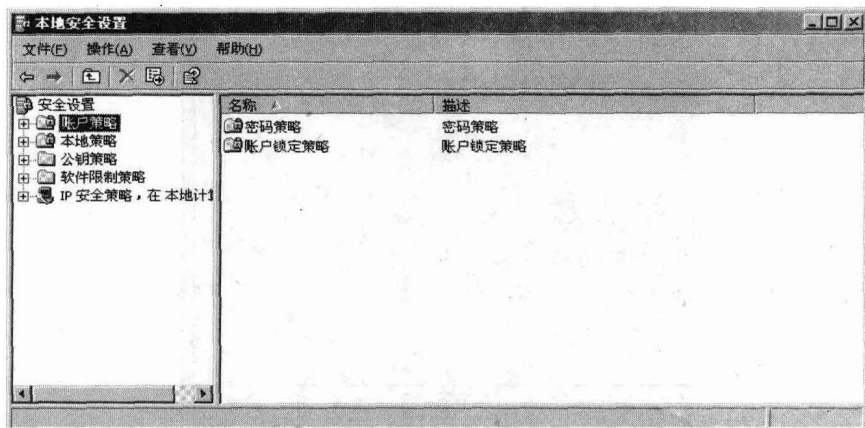 本地安全设置
文件(F) 操作(A) 查看(V) 帮助(H)
安全设置
账户策略
本地策略
公钥策略
软件限制策略
IP 安全策略，在 本地计算
名称 描述
密码策略 密码策略
账户锁定策略 账户锁定策略